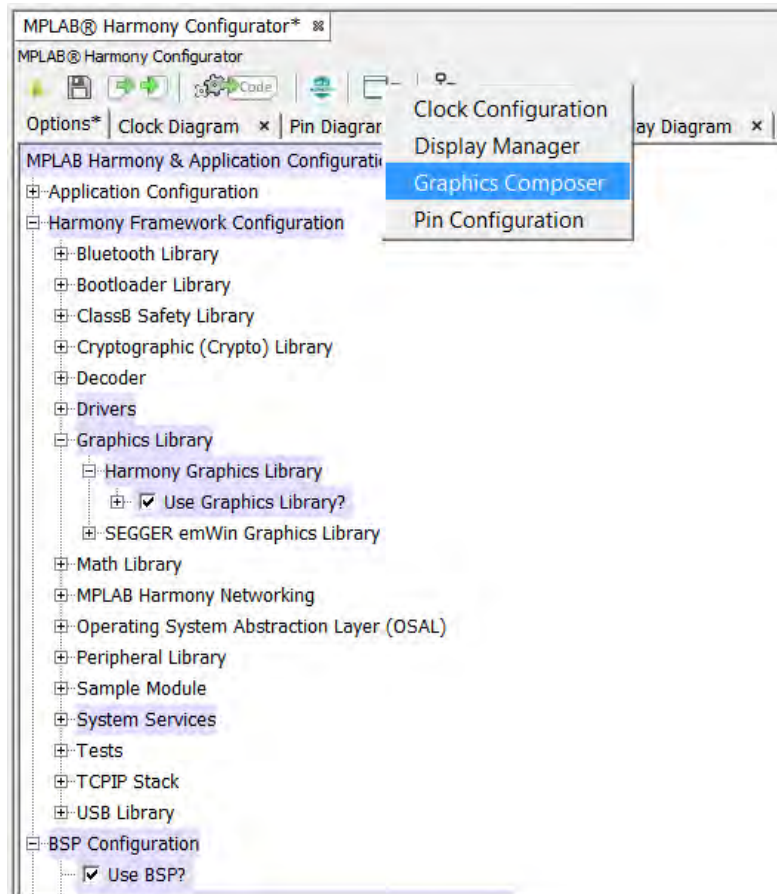 MPLAB® Harmony Configurator*
MPLAB® Harmony Configurator
Code
Options* Clock Diagram × Pin Diagra ay Diagram ×
Clock Configuration
Display Manager
Graphics Composer
Pin Configuration
MPLAB Harmony & Application Configurati
Application Configuration
Harmony Framework Configuration
Bluetooth Library
Bootloader Library
ClassB Safety Library
Cryptographic (Crypto) Library
Decoder
Drivers
Graphics Library
Harmony Graphics Library
Use Graphics Library?
SEGGER emWin Graphics Library
Math Library
MPLAB Harmony Networking
Operating System Abstraction Layer (OSAL)
Peripheral Library
Sample Module
System Services
Tests
TCPIP Stack
USB Library
BSP Configuration
Use BSP?